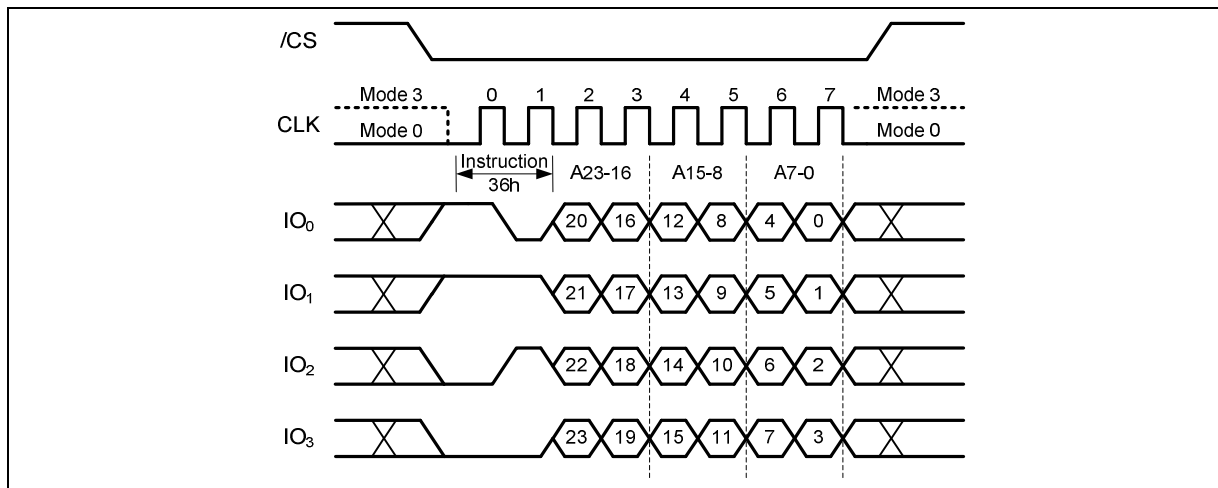 /CS
Mode 3 0 1 2 3 4 5 6 7 Mode 3
CLK Mode 0 Mode 0
Instruction
36h A23-16 A15-8 A7-0
IO₀ 20 16 12 8 4 0
IO₁ 21 17 13 9 5 1
IO₂ 22 18 14 10 6 2
IO₃ 23 19 15 11 7 3